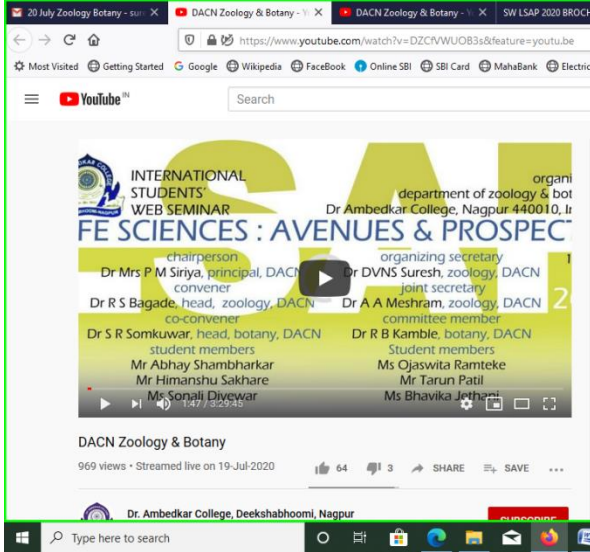 20 July Zoology Botany - sur
DACN Zoology & Botany - Y
DACN Zoology & Botany - Y
SW LSAP 2020 BROCH
https://www.youtube.com/watch?v=DZCfVWUOB3s&feature=youtu.be
Most Visited Getting Started Google Wikipedia FaceBook Online SBI SBI Card MahaBank Electric
YouTube IN
Search
INTERNATIONAL
STUDENTS'
WEB SEMINAR
organi
department of zoology & bot
Dr Ambedkar College, Nagpur 440010, In
FE SCIENCES : AVENUES & PROSPECT
chairperson
Dr Mrs P M Siriya, principal, DACN
convener
Dr R S Bagade, head, zoology, DACN
co-convener
Dr S R Somkuwar, head, botany, DACN
student members
Mr Abhay Shambharkar
Mr Himanshu Sakhare
Ms Sonali Divewar
organizing secretary
Dr DVNS Suresh, zoology, DACN
joint secretary
Dr A A Meshram, zoology, DACN
committee member
Dr R B Kamble, botany, DACN
Student members
Ms Ojaswita Ramteke
Mr Tarun Patil
Ms Bhavika Jethani
1:47 / 3:29:45
DACN Zoology & Botany
969 views • Streamed live on 19-Jul-2020
64 3 SHARE SAVE
Dr. Ambedkar College, Deekshabhoomi, Nagpur
SUBSCRIBE
Type here to search